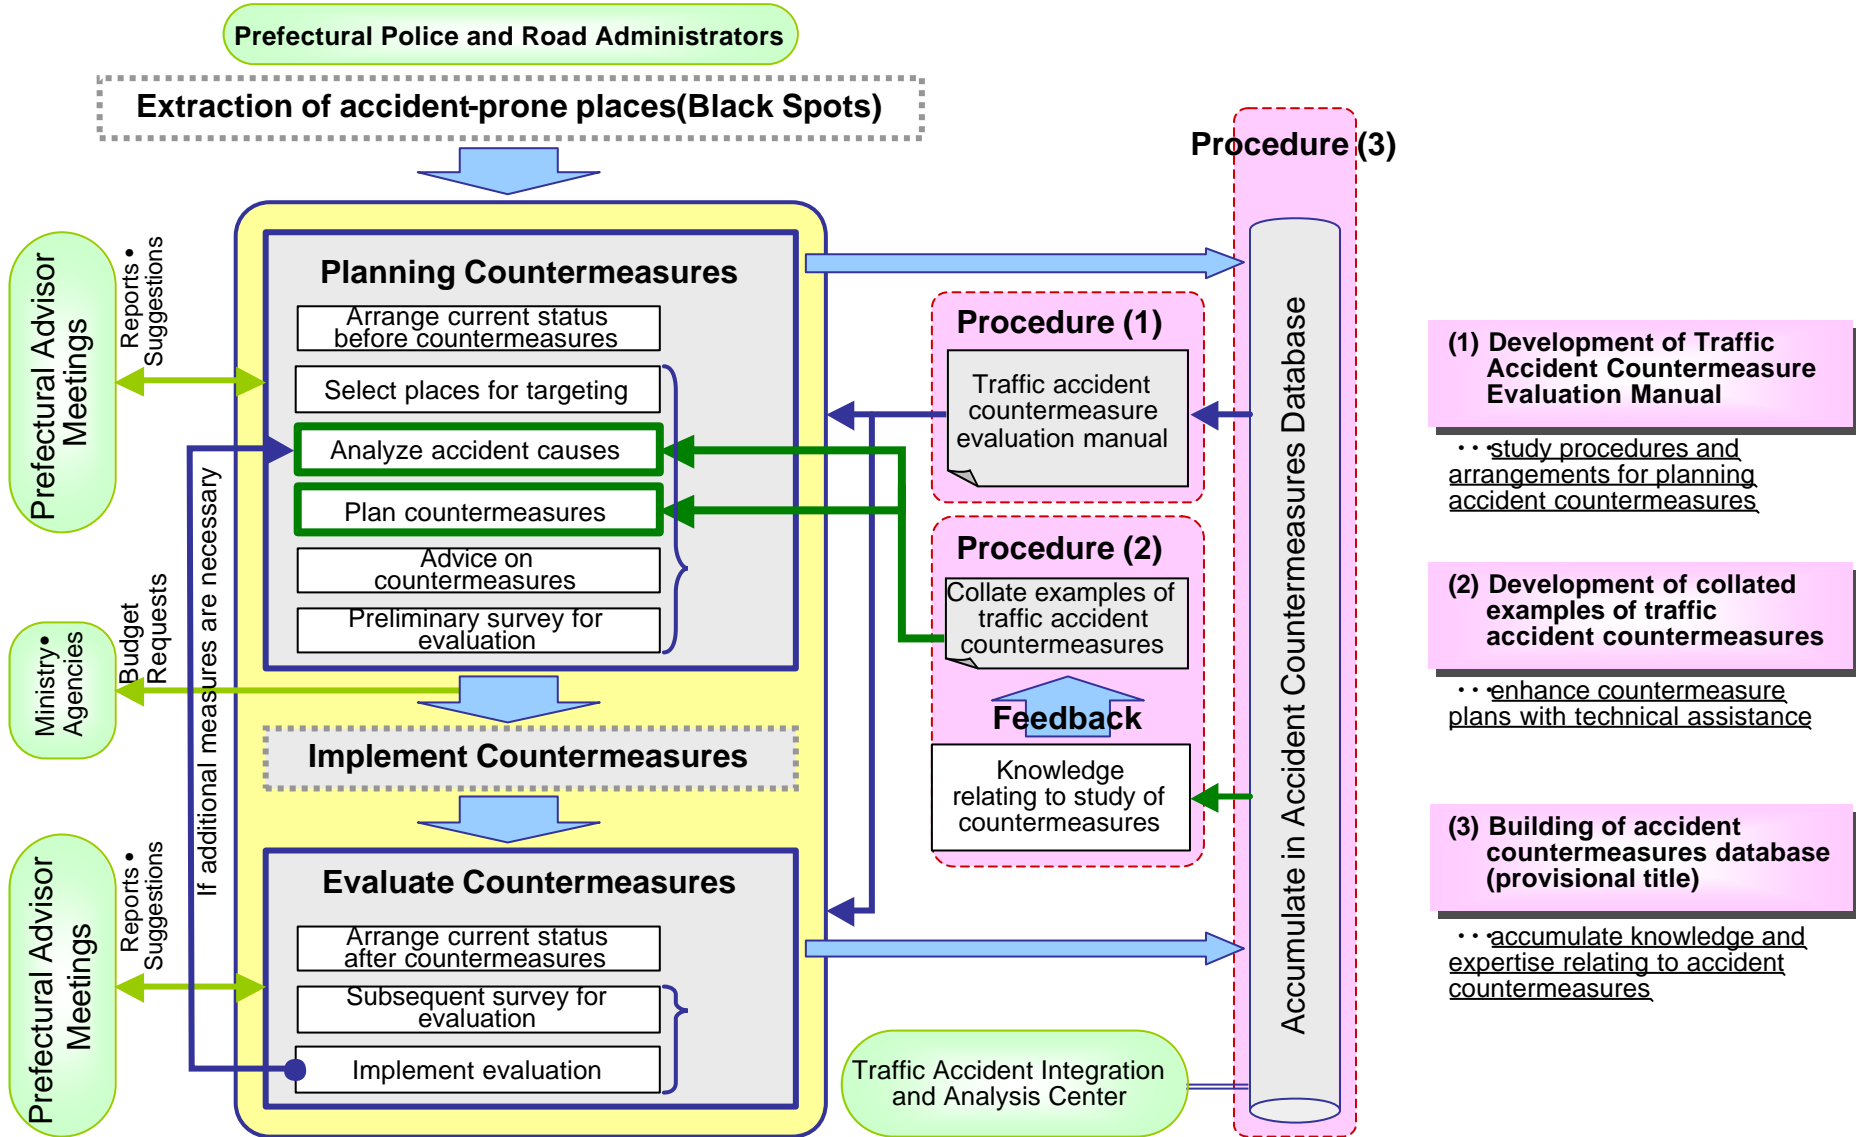 Prefectural Police and Road Administrators
Extraction of accident-prone places(Black Spots)
Prefectural Advisor
Meetings
Reports•
Suggestions
Ministry•
Agencies
Budget
Requests
Prefectural Advisor
Meetings
Reports•
Suggestions
If additional measures are necessary
Planning Countermeasures
Arrange current status
before countermeasures
Select places for targeting
Analyze accident causes
Plan countermeasures
Advice on
countermeasures
Preliminary survey for
evaluation
Implement Countermeasures
Evaluate Countermeasures
Arrange current status
after countermeasures
Subsequent survey for
evaluation
Implement evaluation
Procedure (1)
Traffic accident
countermeasure
evaluation manual
Procedure (2)
Collate examples of
traffic accident
countermeasures
Feedback
Knowledge
relating to study of
countermeasures
Traffic Accident Integration
and Analysis Center
Procedure (3)
Accumulate in Accident Countermeasures Database
(1) Development of Traffic
Accident Countermeasure
Evaluation Manual
・・・study procedures and
arrangements for planning
accident countermeasures
(2) Development of collated
examples of traffic
accident countermeasures
・・・enhance countermeasure
plans with technical assistance
(3) Building of accident
countermeasures database
(provisional title)
・・・accumulate knowledge and
expertise relating to accident
countermeasures